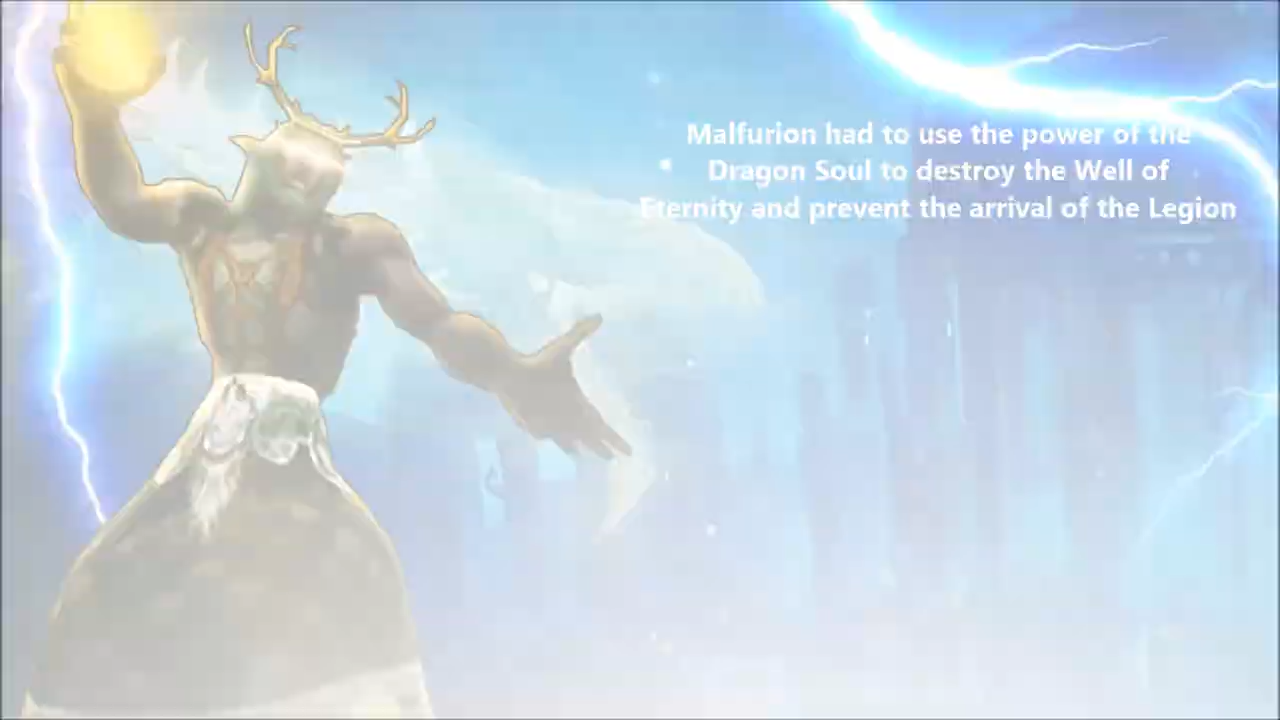 Malfurion had to use the power of the
Dragon Soul to destroy the Well of
Eternity and prevent the arrival of the Legion